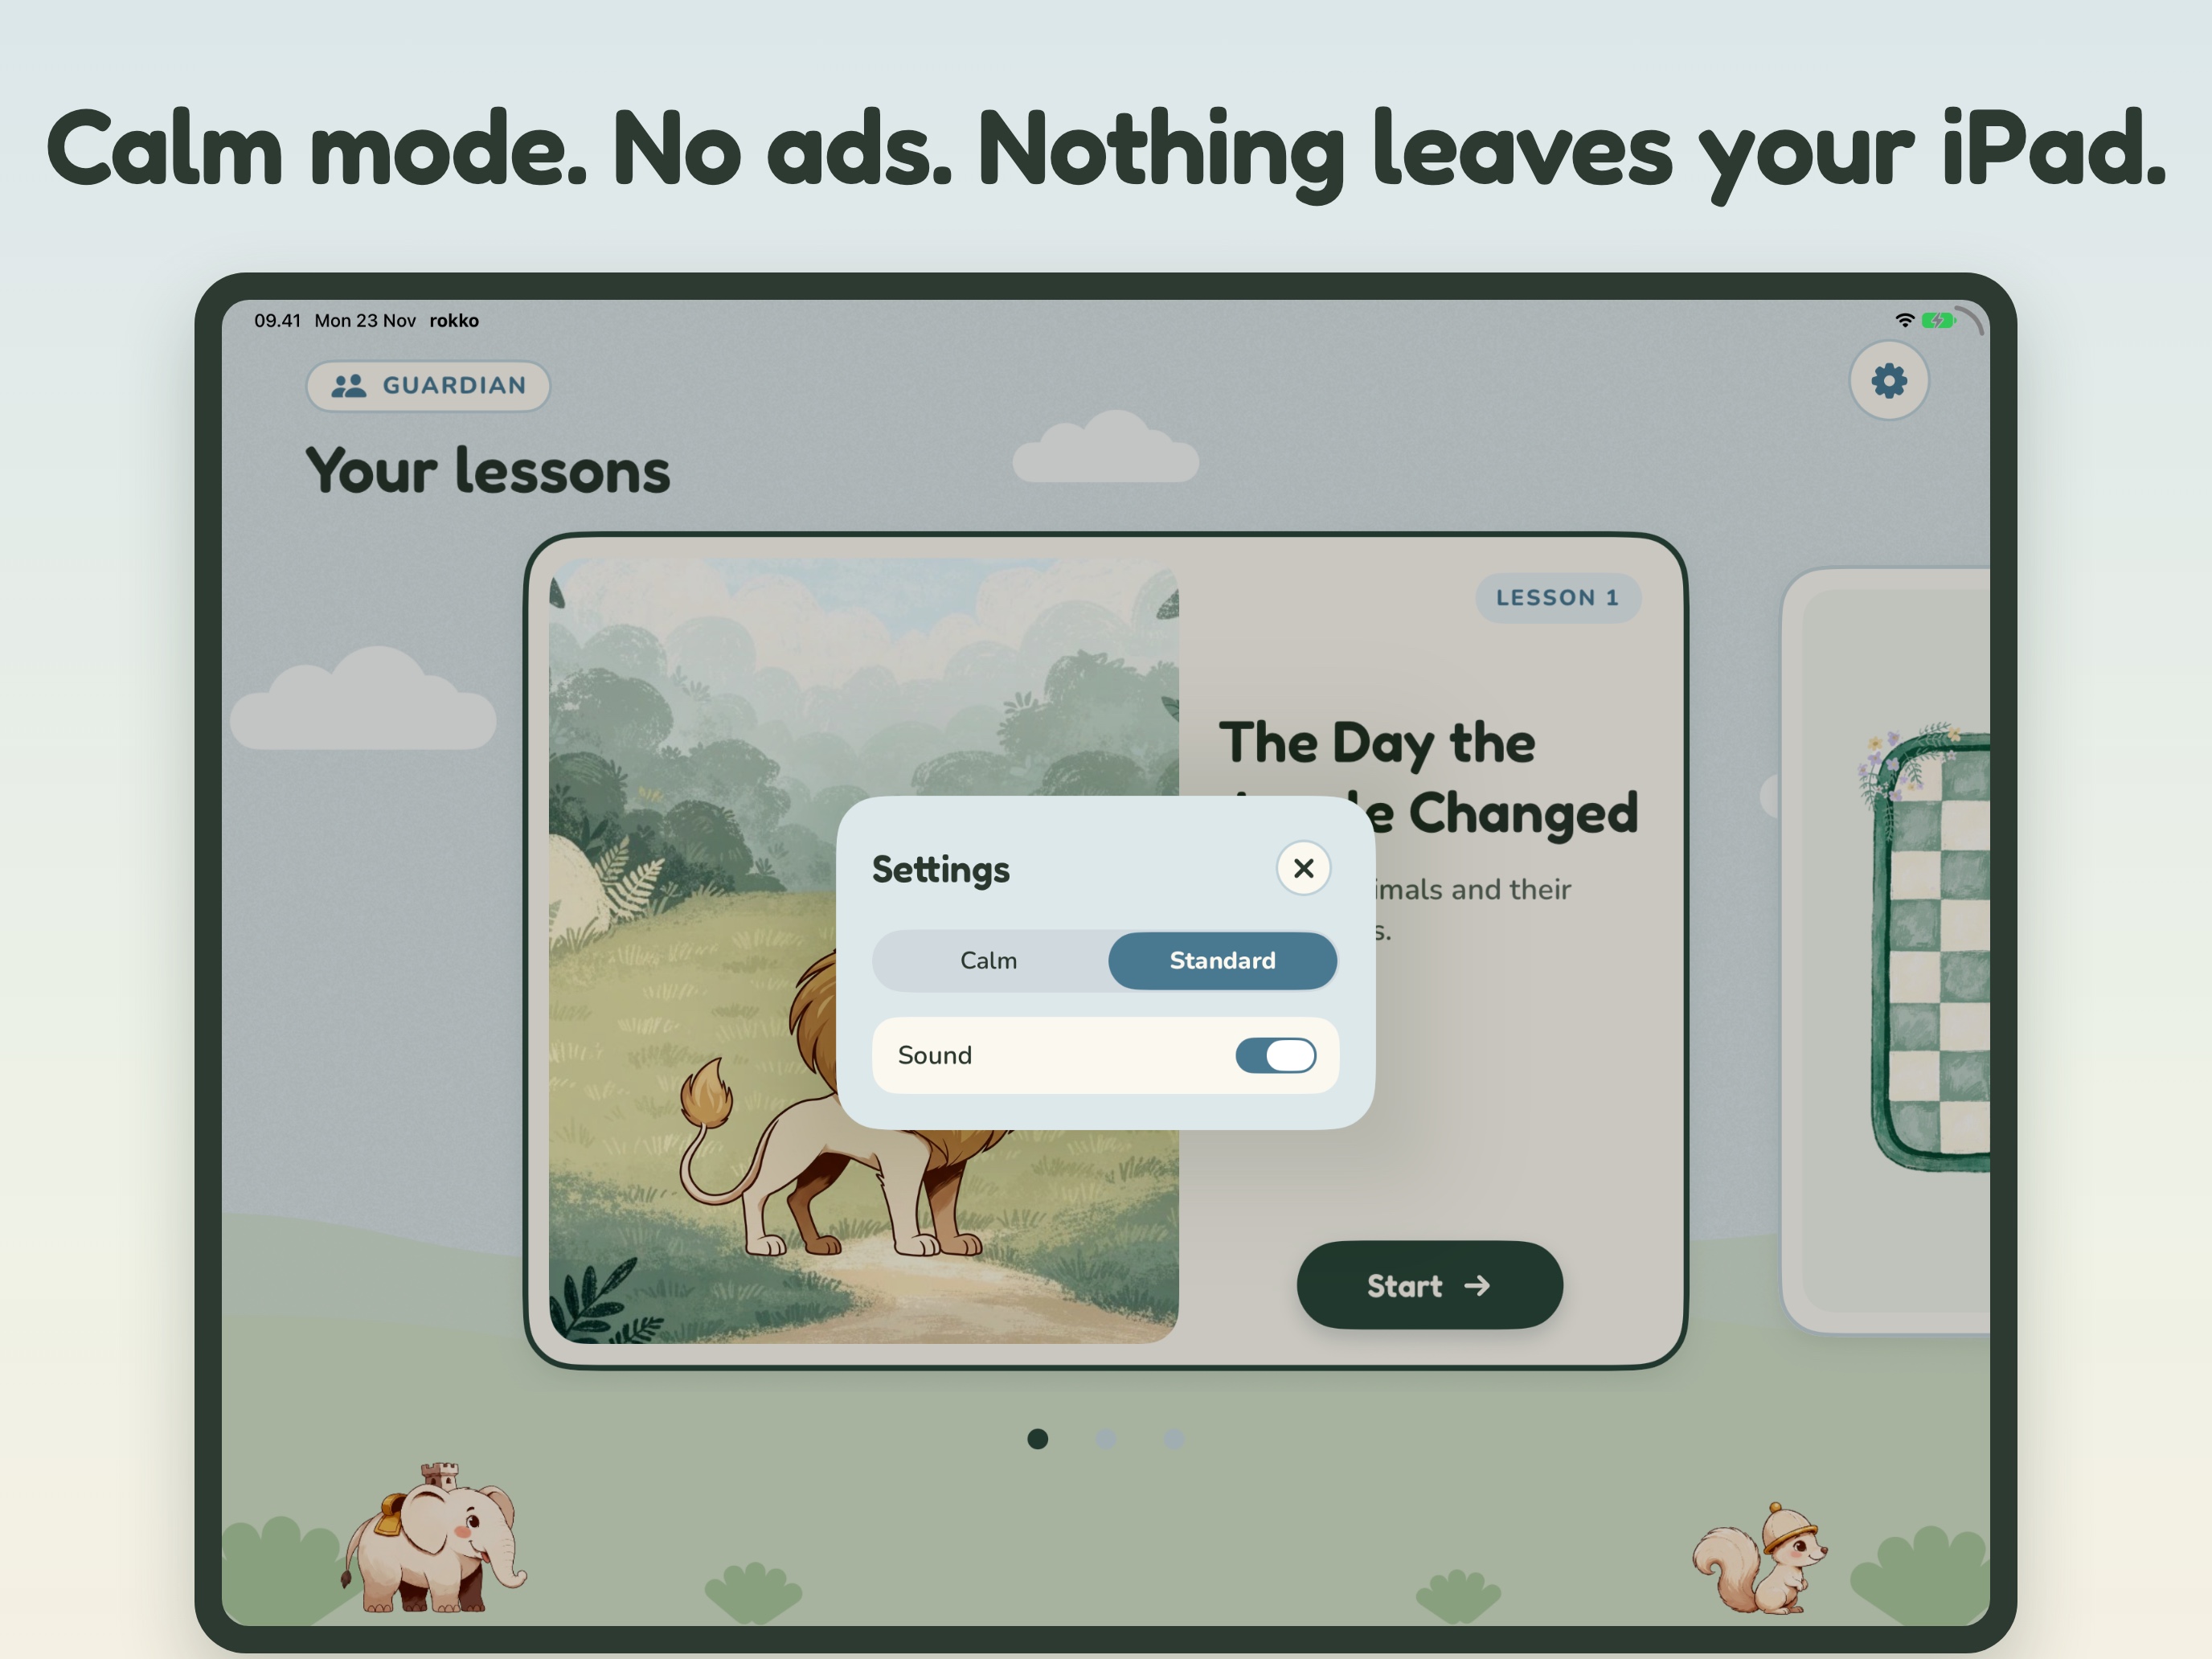 Calm mode. No ads. Nothing leaves your iPad.
09.41 Mon 23 Nov rokko
GUARDIAN
Your lessons
LESSON 1
The Day the
Changed
and their
Settings
Calm Standard
Sound
Start